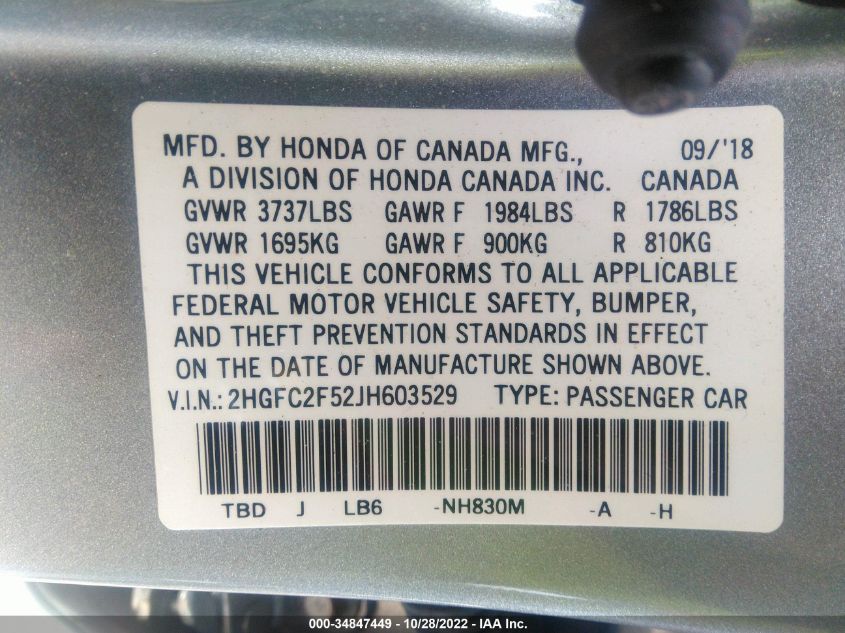 MFD. BY HONDA OF CANADA MFG., 09/'18
A DIVISION OF HONDA CANADA INC. CANADA
GVWR 3737LBS GAWR F 1984LBS R 1786LBS
GVWR 1695KG GAWR F 900KG R 810KG
THIS VEHICLE CONFORMS TO ALL APPLICABLE
FEDERAL MOTOR VEHICLE SAFETY, BUMPER,
AND THEFT PREVENTION STANDARDS IN EFFECT
ON THE DATE OF MANUFACTURE SHOWN ABOVE.
V.I.N.: 2HGFC2F52JH603529 TYPE: PASSENGER CAR
TBD J LB6 -NH830M -A -H
000-34847449 - 10/28/2022 - IAA Inc.